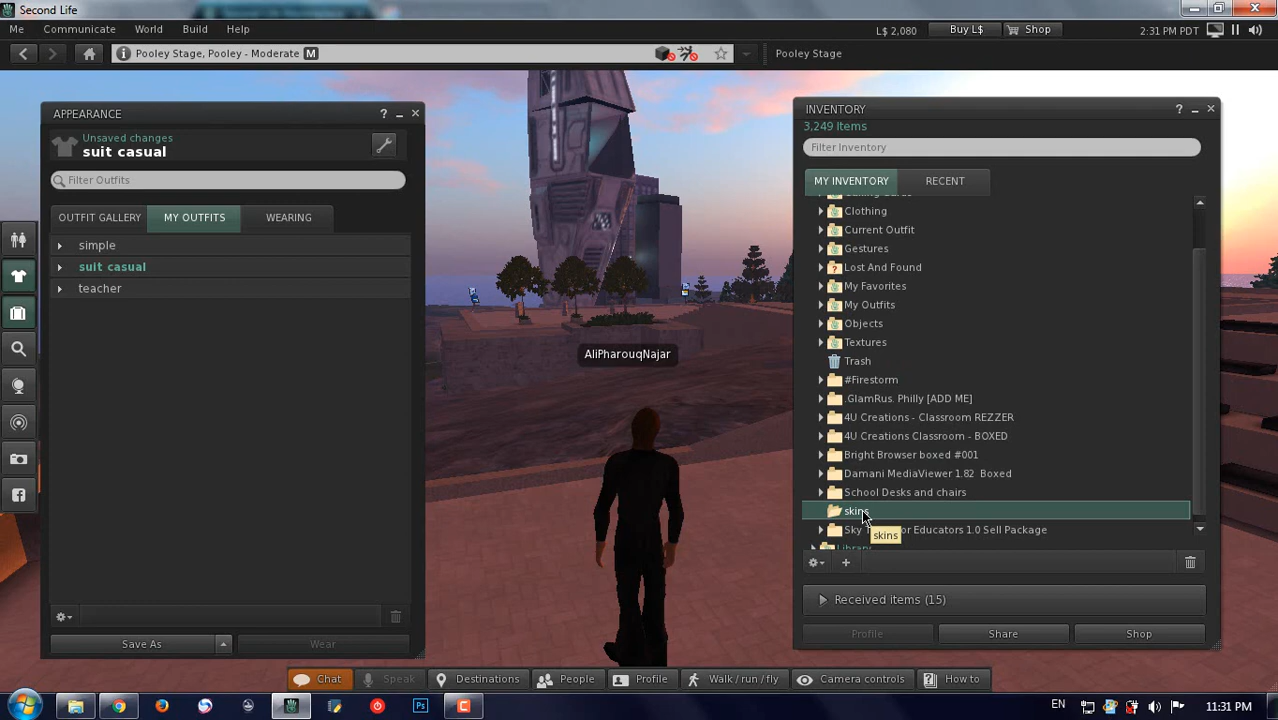 Second Life
Me Communicate World Build Help
L$ 2,080 Buy L$ Shop 2:31 PM PDT
Pooley Stage, Pooley - Moderate M Pooley Stage
APPEARANCE ?
Unsaved changes
suit casual
Filter Outfits
OUTFIT GALLERY MY OUTFITS WEARING
simple
suit casual
teacher
Save As Wear
AliPharouqNajar
INVENTORY ?
3,249 Items
Filter Inventory
MY INVENTORY RECENT
Clothing
Current Outfit
Gestures
Lost And Found
My Favorites
My Outfits
Objects
Textures
Trash
#Firestorm
.GlamRus. Philly [ADD ME]
4U Creations - Classroom REZZER
4U Creations Classroom - BOXED
Bright Browser boxed #001
Damani MediaViewer 1.82 Boxed
School Desks and chairs
skins
skins
Sky or Educators 1.0 Sell Package
Library
Received items (15)
Profile Share Shop
Chat Speak Destinations People Profile Walk / run / fly Camera controls How to
EN 11:31 PM